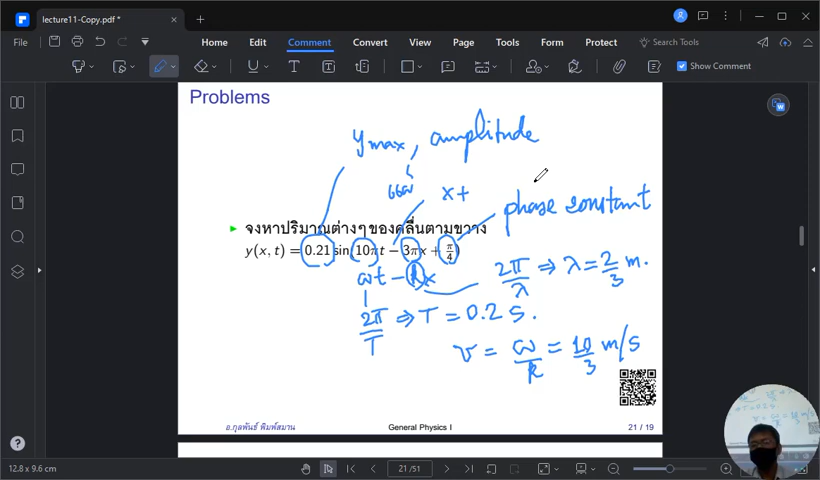 lecture11-Copy.pdf *
File
Home
Edit
Comment
Convert
View
Page
Tools
Form
Protect
Search Tools
Show Comment
Problems
ymax, amplitude
x+
phase constant
จงหาปริมาณต่างๆของคลื่นตามขวาง
y(x, t) = 0.21 sin(10πt − 3πx + π/4)
ωt − kx
2π/λ ⇒ λ = 2/3 m.
2π/T ⇒ T = 0.2 s.
v = ω/k = 10/3 m/s
อ.กุลพันธ์ พิมพ์สมาน
General Physics I
21 / 19
12.8 x 9.6 cm
21 /51